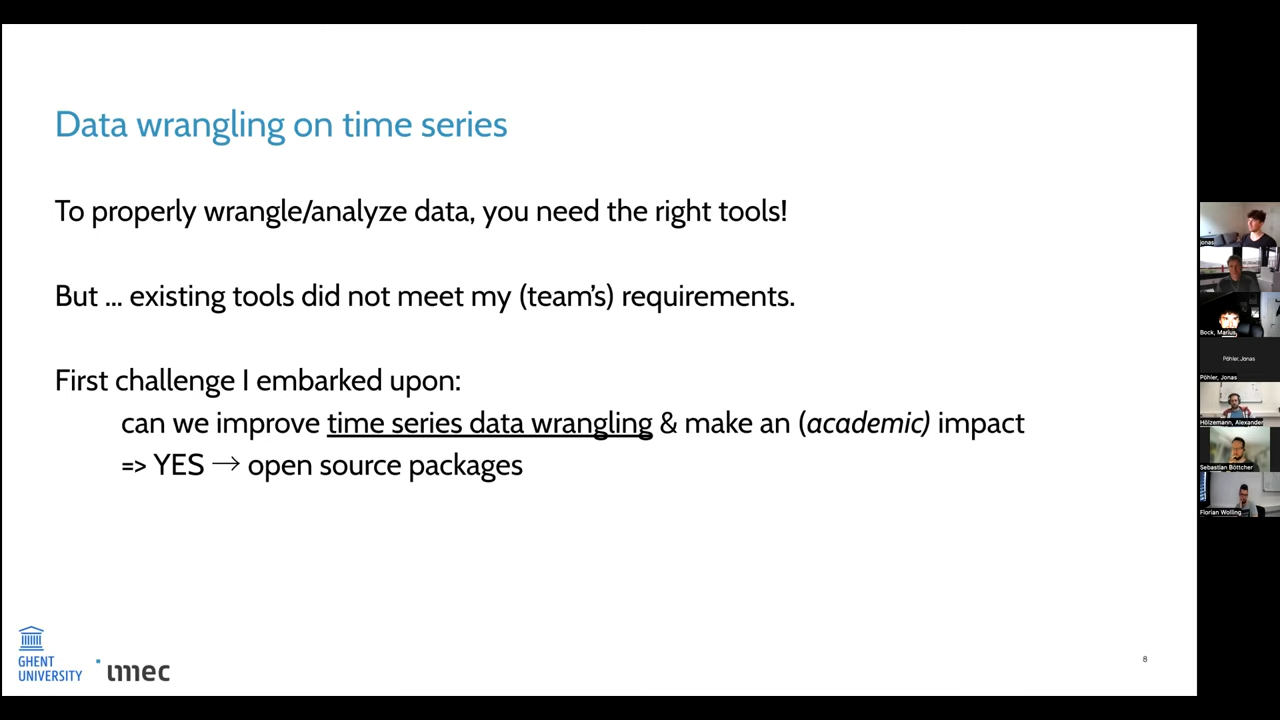 Data wrangling on time series
To properly wrangle/analyze data, you need the right tools!
But ... existing tools did not meet my (team's) requirements.
First challenge I embarked upon:
can we improve time series data wrangling & make an (academic) impact
=> YES → open source packages
GHENT
UNIVERSITY
imec
8
jonas
Bock, Marius
Pöhler, Jonas
Pöhler, Jonas
Hölzemann, Alexander
Sebastian Böttcher
Florian Wolling